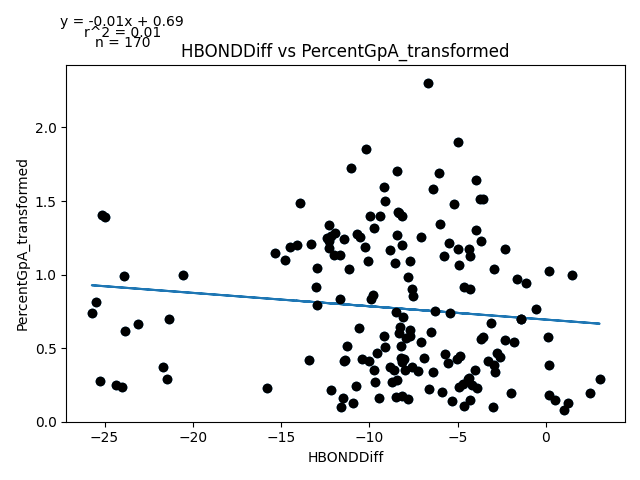 y = -0.01x + 0.69
r^2 = 0.01
n = 170
HBONDDiff vs PercentGpA_transformed
PercentGpA_transformed
2.0
1.5
1.0
0.5
0.0
−25
−20
−15
−10
−5
0
HBONDDiff